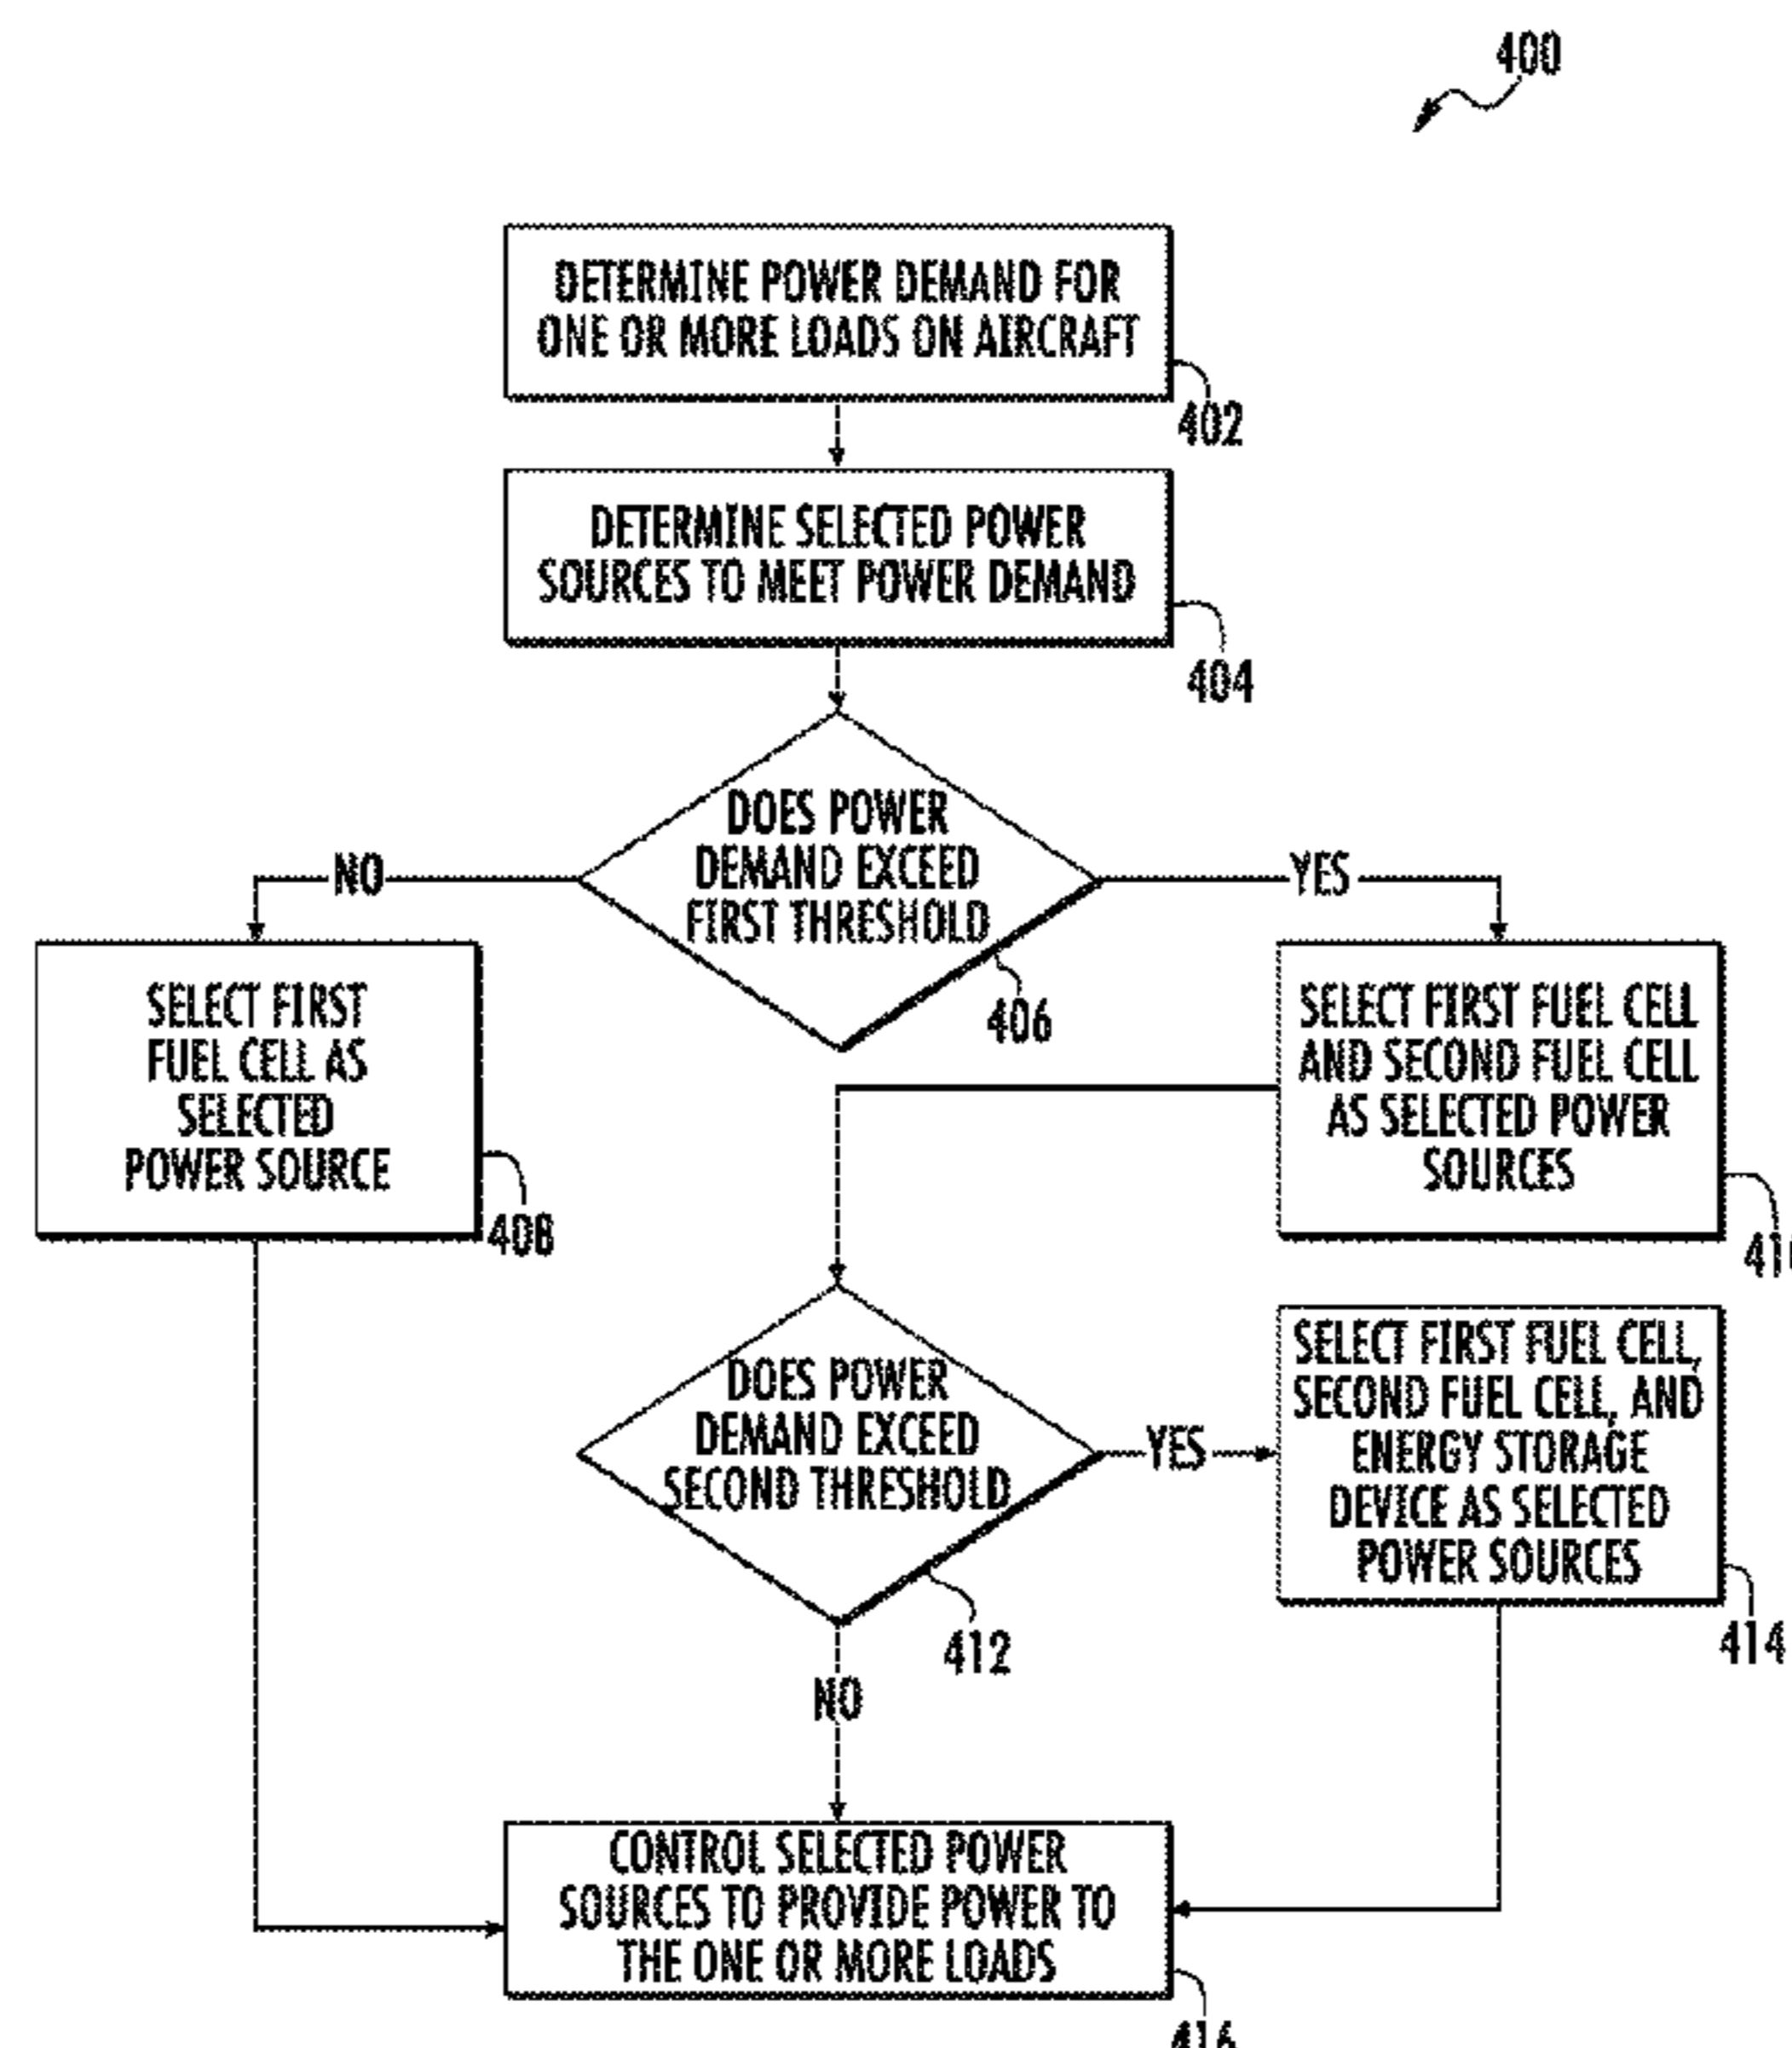 400
DETERMINE POWER DEMAND FOR
ONE OR MORE LOADS ON AIRCRAFT
402
DETERMINE SELECTED POWER
SOURCES TO MEET POWER DEMAND
404
DOES POWER
DEMAND EXCEED
FIRST THRESHOLD
406
NO
YES
SELECT FIRST
FUEL CELL AS
SELECTED
POWER SOURCE
408
SELECT FIRST FUEL CELL
AND SECOND FUEL CELL
AS SELECTED POWER
SOURCES
DOES POWER
DEMAND EXCEED
SECOND THRESHOLD
412
YES
NO
SELECT FIRST FUEL CELL,
SECOND FUEL CELL, AND
ENERGY STORAGE
DEVICE AS SELECTED
POWER SOURCES
414
CONTROL SELECTED POWER
SOURCES TO PROVIDE POWER TO
THE ONE OR MORE LOADS
416